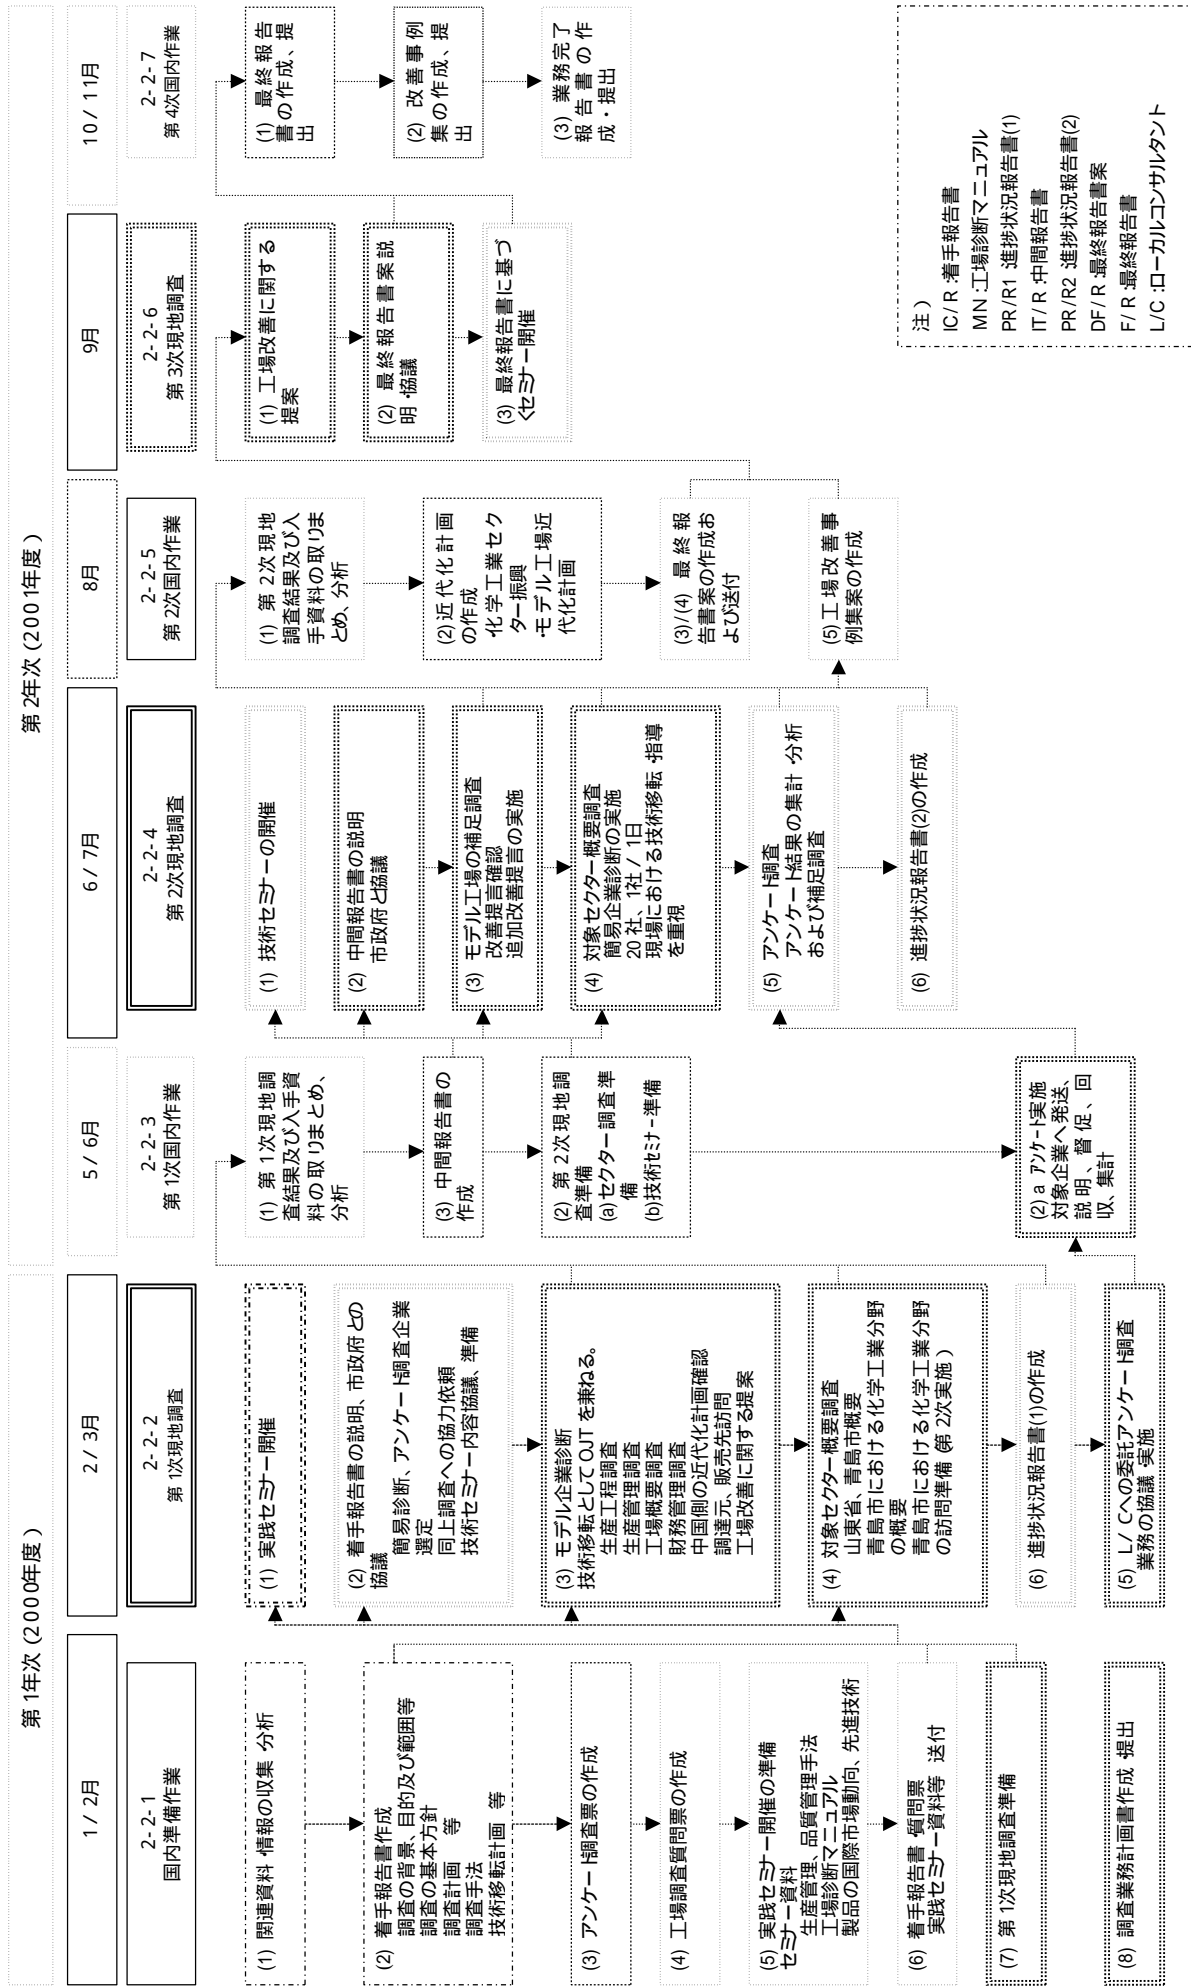 第1年次 (2000年度)
第2年次 (2001年度)
1/ 2月
2/ 3月
5/ 6月
6/ 7月
8月
9月
10/ 11月
2- 2- 1
国内準備作業
2- 2- 2
第1次現地調査
2- 2- 3
第1次国内作業
2- 2- 4
第2次現地調査
2- 2- 5
第2次国内作業
2- 2- 6
第3次現地調査
2- 2- 7
第4次国内作業
(1) 関連資料・情報の収集・分析
(2) 着手報告書作成
調査の背景、目的及び範囲等
調査の基本方針
調査計画 等
調査手法
技術移転計画 等
(3) アンケート調査票の作成
(4) 工場調査質問票の作成
(5) 実践セミナー開催の準備
セミナー資料
生産管理、品質管理手法
工場診断マニュアル
製品の国際市場動向、先進技術
(6) 着手報告書・質問票
実践セミナー資料等 送付
(7) 第1次現地調査準備
(8) 調査業務計画書作成・提出
(1) 実践セミナー開催
(2) 着手報告書の説明、市政府との
協議
簡易診断、アンケート調査企業
選定
同上調査への協力依頼
技術セミナー内容協議、準備
(3) モデル企業診断
技術移転としてOJTを兼ねる。
生産工程調査
生産管理調査
工場概要調査
財務管理調査
中国側の近代化計画確認
調達元、販売先訪問
工場改善に関する提案
(4) 対象セクター概要調査
山東省、青島市概要
青島市における化学工業分野
の概要
青島市における化学工業分野
の訪問準備(第2次実施)
(6) 進捗状況報告書(1)の作成
(5) L/ Cへの委託アンケート調査
業務の協議・実施
(1) 第1次現地調
査結果及び入手資
料の取りまとめ、
分析
(3) 中間報告書の
作成
(2) 第2次現地調
査準備
(a)セクター調査準
備
(b)技術セミナー準備
(2) a アンケート実施
対象企業へ発送、
説明、督促、回
収、集計
(1) 技術セミナーの開催
(2) 中間報告書の説明
市政府と協議
(3) モデル工場の補足調査
改善提言確認
追加改善提言の実施
(4) 対象セクター概要調査
簡易企業診断の実施
20社、1社/ 1日
現場における技術移転・指導
を重視
(5) アンケート調査
アンケート結果の集計・分析
および補足調査
(6) 進捗状況報告書(2)の作成
(1) 第2次現地
調査結果及び入
手資料の取りま
とめ、分析
(2)近代化計画
の作成
・化学工業セク
ター振興
・モデル工場近
代化計画
(3)/(4) 最終報
告書案の作成お
よび送付
(5)工場改善事
例集案の作成
(1) 工場改善に関する
提案
(2) 最終報告書案説
明・協議
(3) 最終報告書に基づ
くセミナー開催
(1) 最終報告
書の作成、提
出
(2) 改善事例
集の作成、提
出
(3) 業務完了
報告書の作
成・提出
注)
IC/ R:着手報告書
MN:工場診断マニュアル
PR/R1:進捗状況報告書(1)
IT/ R:中間報告書
PR/R2:進捗状況報告書(2)
DF/ R:最終報告書案
F/ R:最終報告書
L/C:ローカルコンサルタント